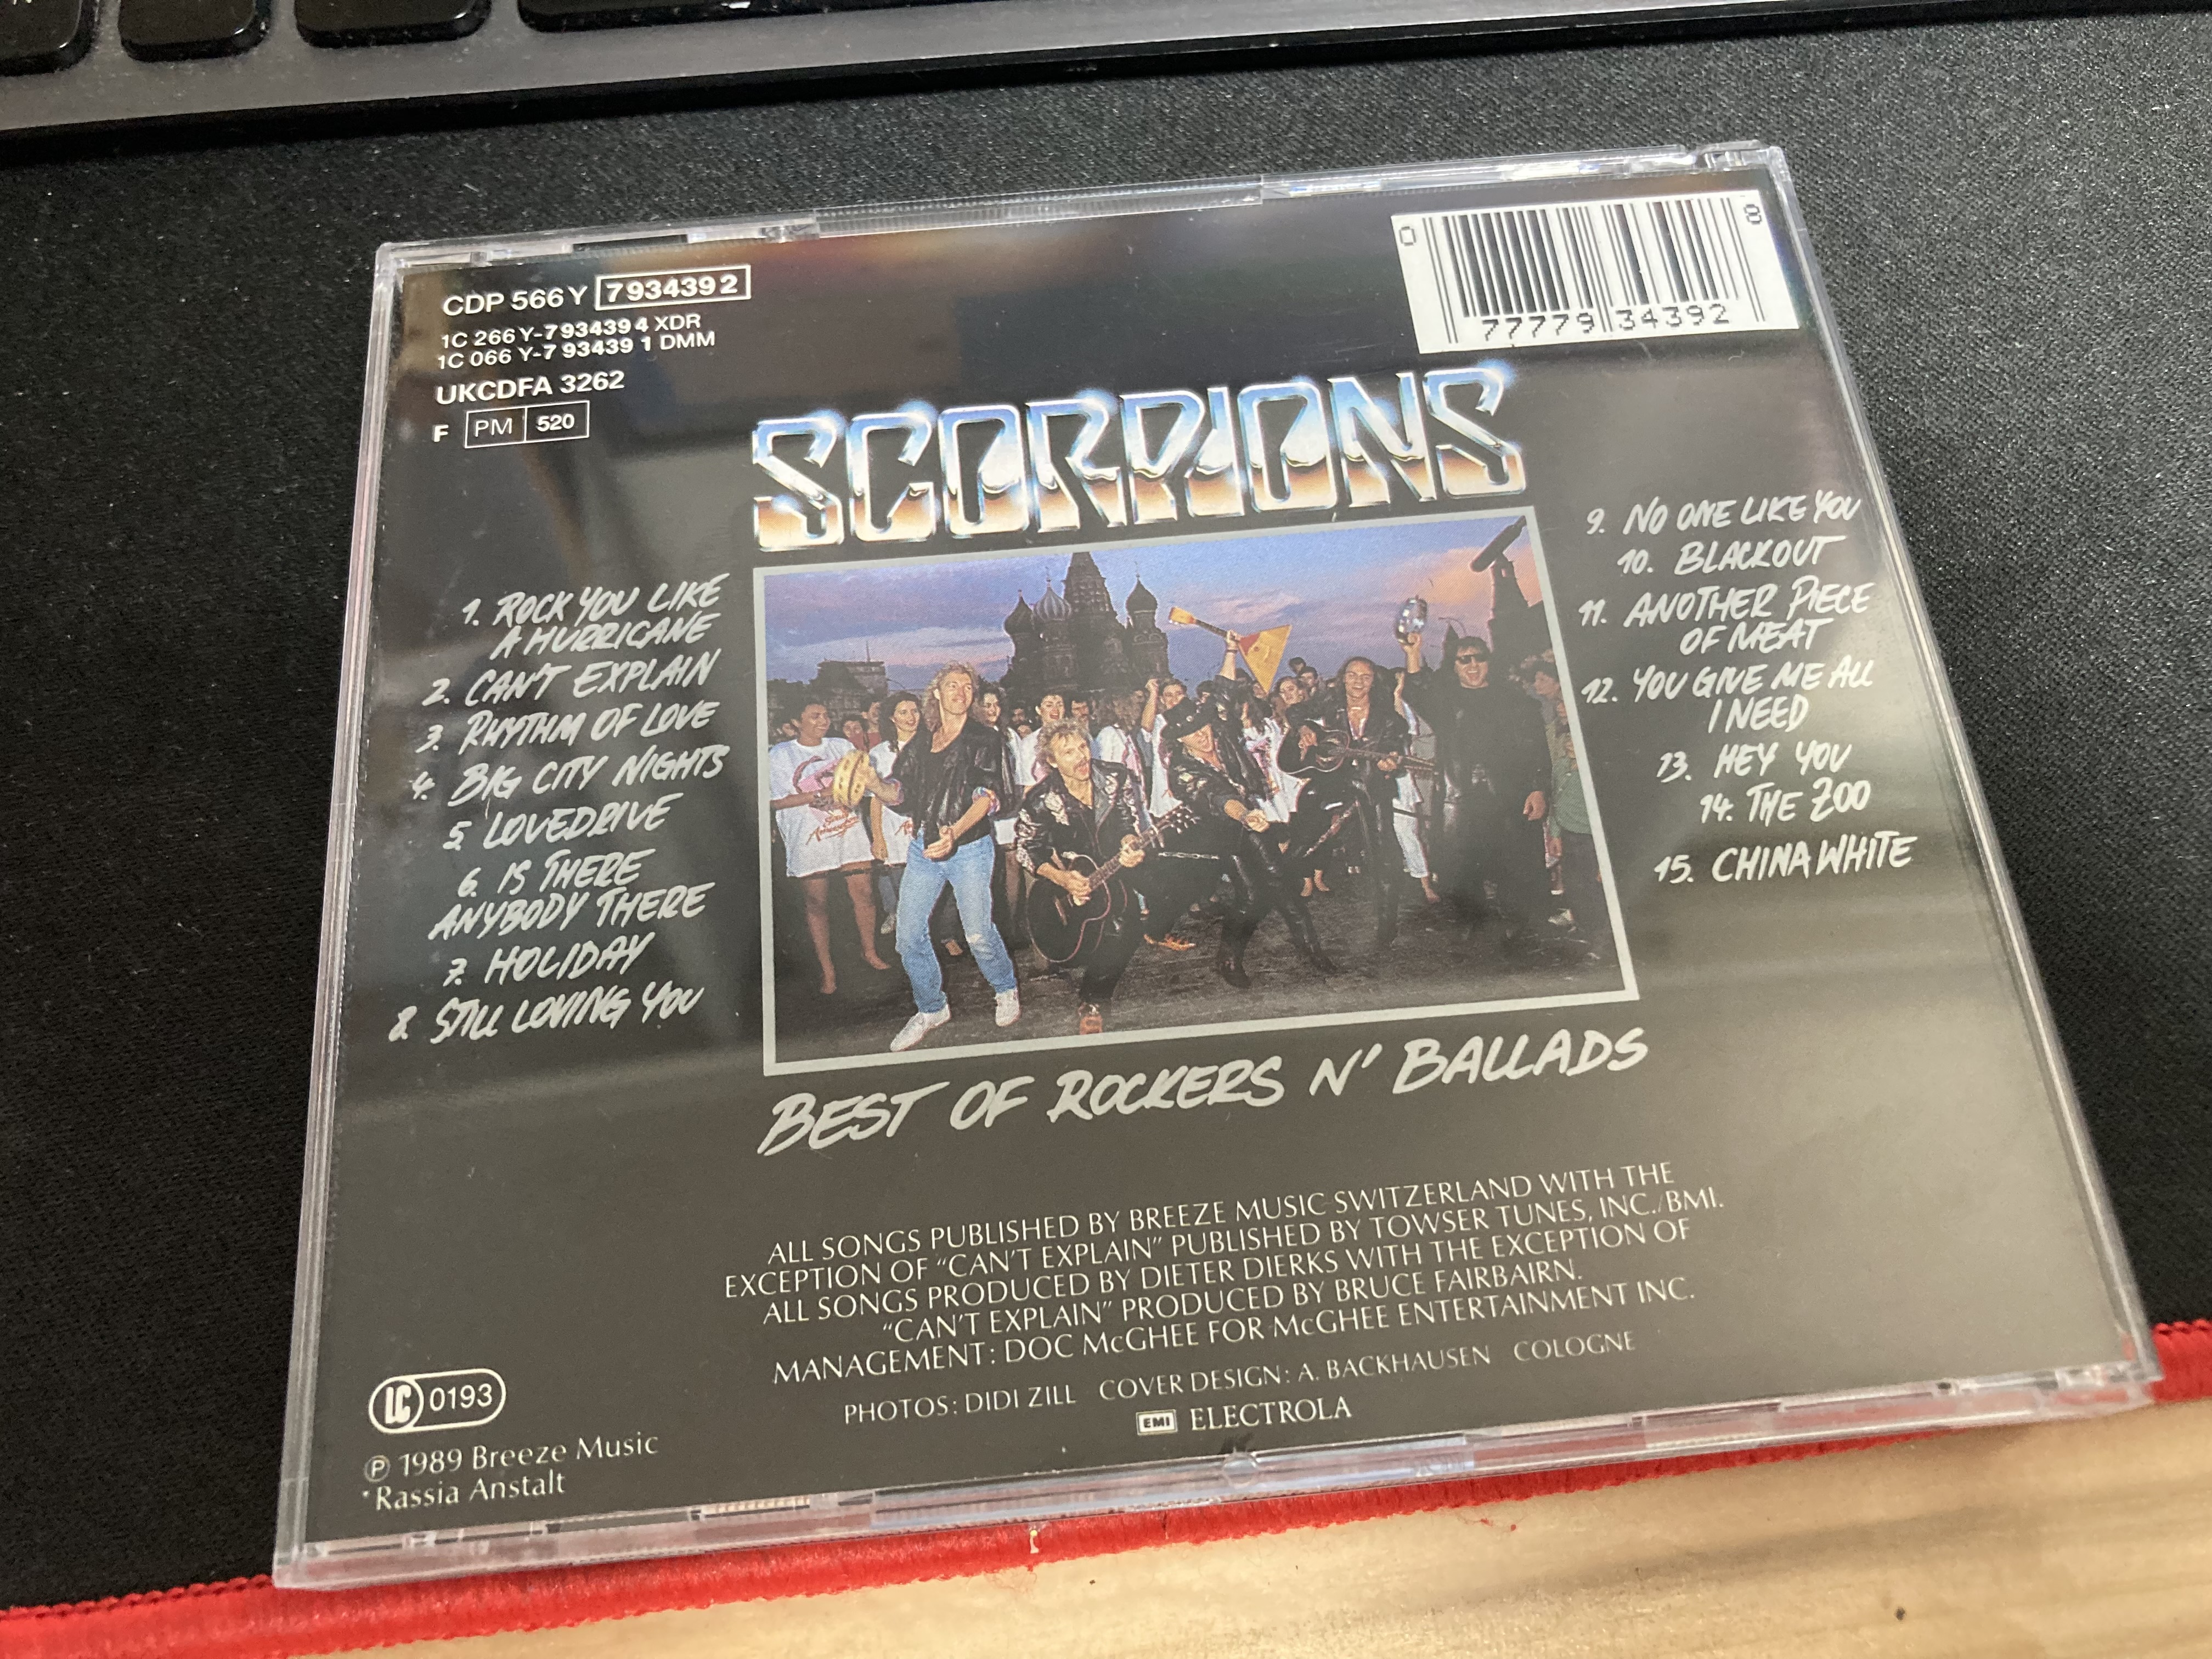 CDP 566 Y 7 93439 2
1C 266 Y-7 93439 4 XDR
1C 066 Y-7 93439 1 DMM
UKCDFA 3262
F PM 520
0 77779 34392 8
SCORPIONS
1. ROCK YOU LIKE
A HURRICANE
2. CAN'T EXPLAIN
3. RHYTHM OF LOVE
4. BIG CITY NIGHTS
5. LOVEDRIVE
6. IS THERE
ANYBODY THERE
7. HOLIDAY
8. STILL LOVING YOU
9. NO ONE LIKE YOU
10. BLACKOUT
11. ANOTHER PIECE
OF MEAT
12. YOU GIVE ME ALL
I NEED
13. HEY YOU
14. THE ZOO
15. CHINA WHITE
BEST OF ROCKERS N' BALLADS
ALL SONGS PUBLISHED BY BREEZE MUSIC SWITZERLAND WITH THE
EXCEPTION OF "CAN'T EXPLAIN" PUBLISHED BY TOWSER TUNES, INC./BMI.
ALL SONGS PRODUCED BY DIETER DIERKS WITH THE EXCEPTION OF
"CAN'T EXPLAIN" PRODUCED BY BRUCE FAIRBAIRN.
MANAGEMENT: DOC McGHEE FOR McGHEE ENTERTAINMENT INC.
PHOTOS: DIDI ZILL COVER DESIGN: A. BACKHAUSEN COLOGNE
EMI ELECTROLA
LC 0193
℗ 1989 Breeze Music
*Rassia Anstalt